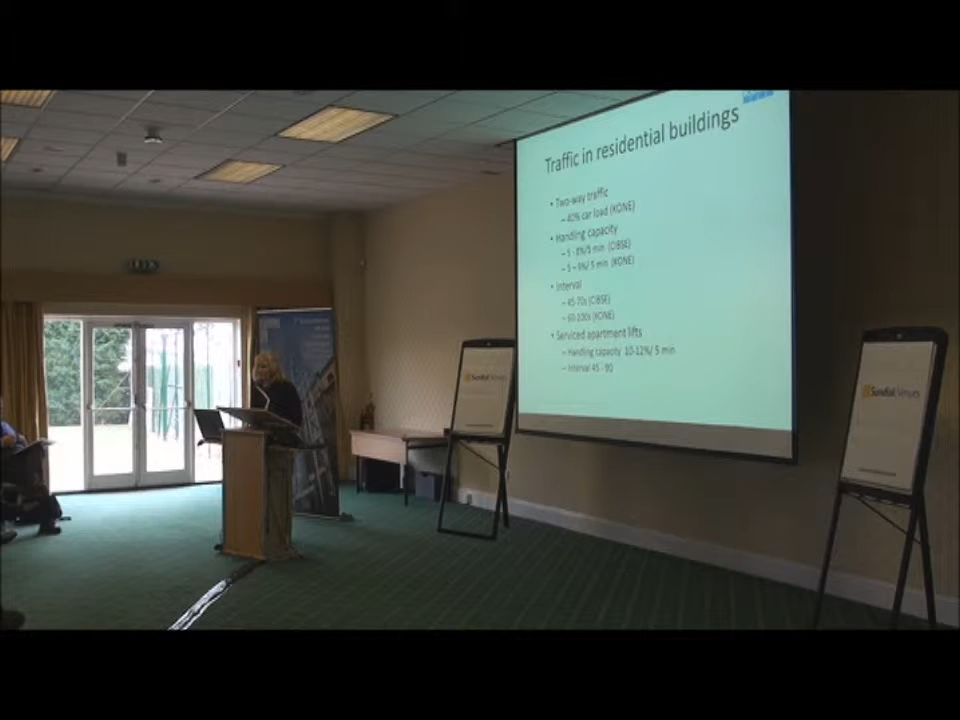 Traffic in residential buildings
• Two-way traffic
– 40% car load (KONE)
• Handling capacity
– 5 - 8%/5 min (CIBSE)
– 5 – 9%/ 5 min (KONE)
• Interval
– 45-70s (CIBSE)
– 60-100s (KONE)
• Serviced apartment lifts
– Handling capacity 10-12%/ 5 min
– Interval 45 - 90
Sundial Venues
Sundial Venues